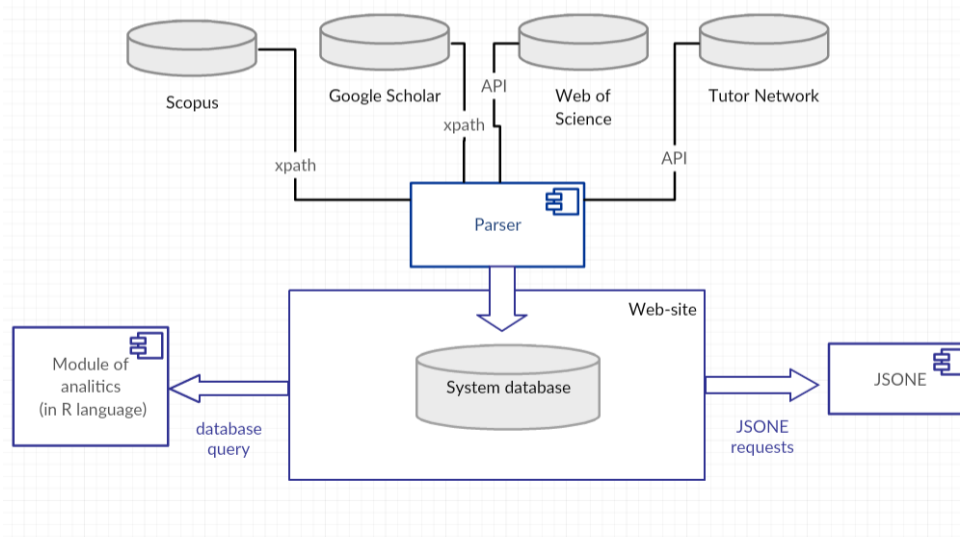 Scopus
Google Scholar
Web of
Science
Tutor Network
API
xpath
xpath
API
Parser
Web-site
Module of
analitics
(in R language)
System database
JSONE
database
query
JSONE
requests